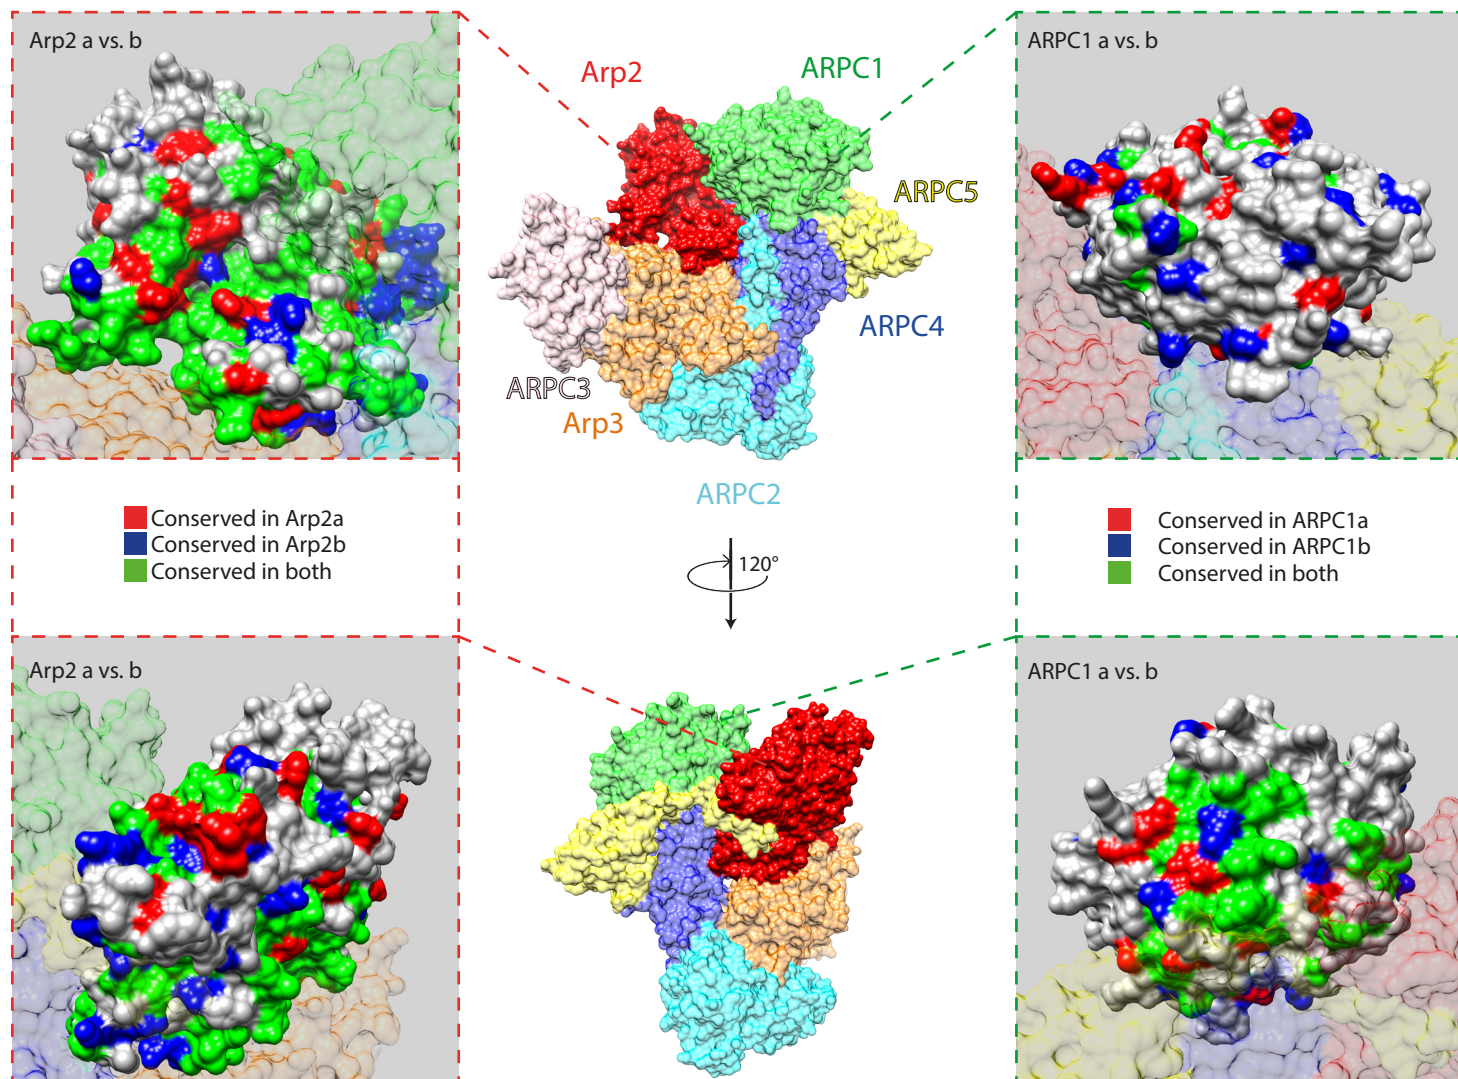 Arp2 a vs. b
Arp2
ARPC1
ARPC1 a vs. b
ARPC5
ARPC4
ARPC3
Arp3
ARPC2
Conserved in Arp2a
Conserved in Arp2b
Conserved in both
120°
Conserved in ARPC1a
Conserved in ARPC1b
Conserved in both
Arp2 a vs. b
ARPC1 a vs. b